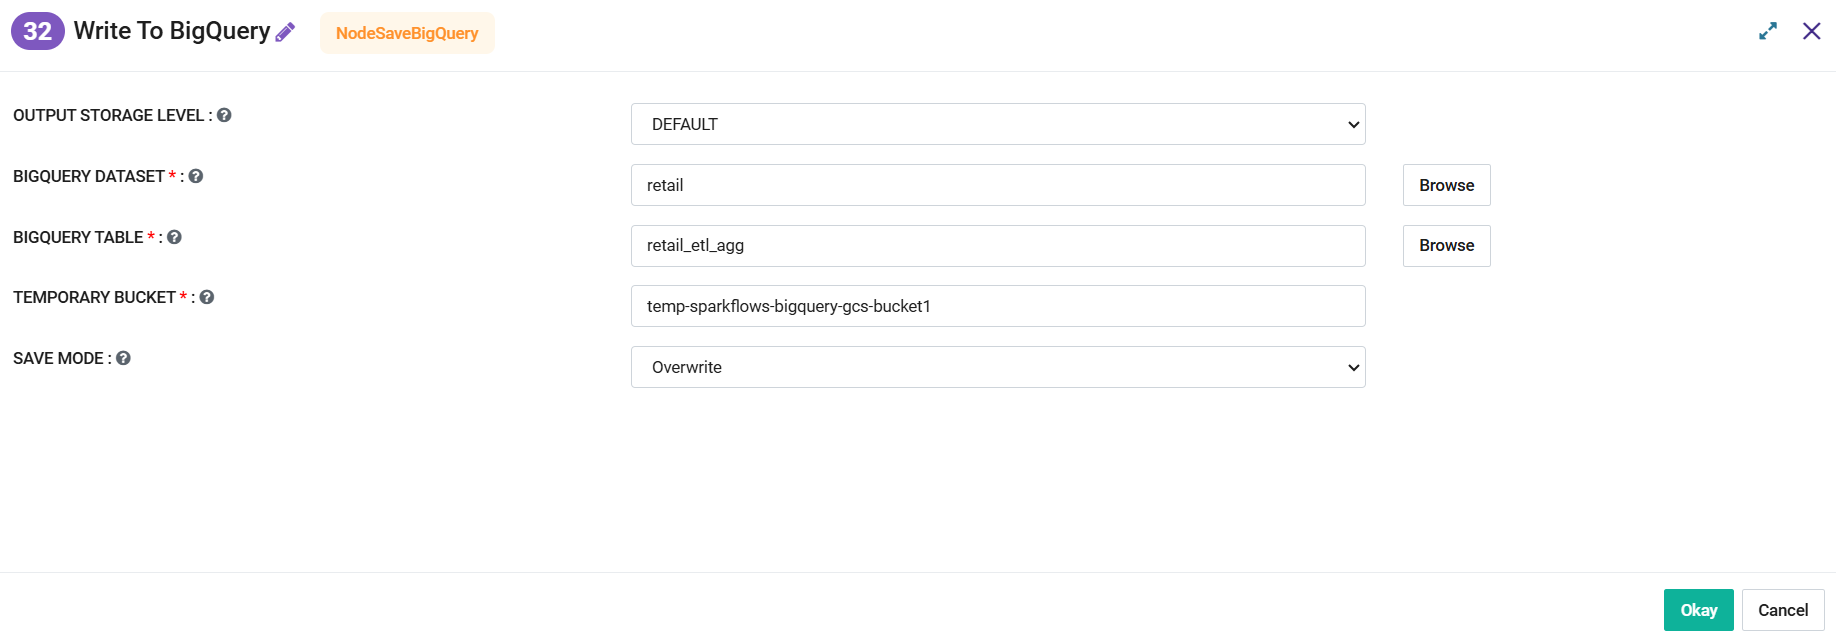 32 Write To BigQuery NodeSaveBigQuery
OUTPUT STORAGE LEVEL : ? DEFAULT
BIGQUERY DATASET * : ? retail Browse
BIGQUERY TABLE * : ? retail_etl_agg Browse
TEMPORARY BUCKET * : ? temp-sparkflows-bigquery-gcs-bucket1
SAVE MODE : ? Overwrite
Okay Cancel